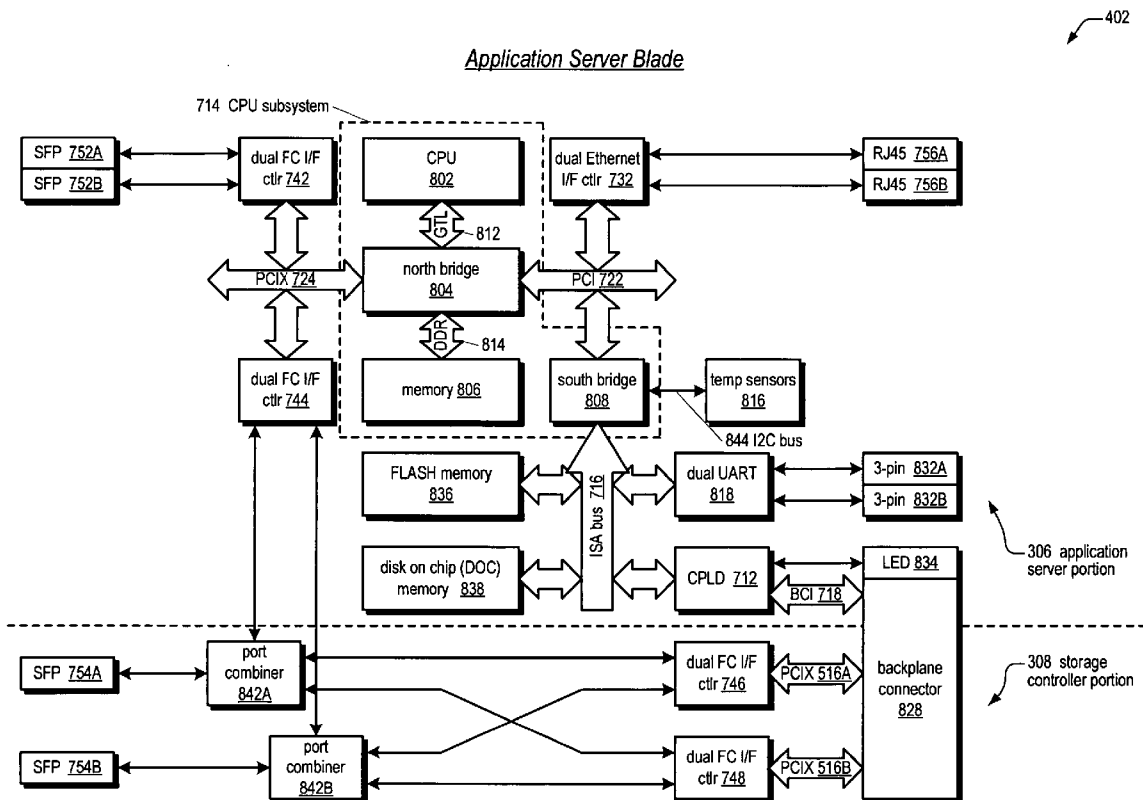 402
Application Server Blade
714 CPU subsystem
SFP 752A
SFP 752B
dual FC I/F
ctlr 742
CPU
802
dual Ethernet
I/F ctlr 732
RJ45 756A
RJ45 756B
GTL
812
PCIX 724
north bridge
804
PCI 722
DDR
814
dual FC I/F
ctlr 744
memory 806
south bridge
808
temp sensors
816
844 I2C bus
FLASH memory
836
ISA bus 716
dual UART
818
3-pin 832A
3-pin 832B
306 application
server portion
disk on chip (DOC)
memory 838
CPLD 712
LED 834
BCI 718
SFP 754A
port
combiner
842A
dual FC I/F
ctlr 746
PCIX 516A
backplane
connector
828
308 storage
controller portion
SFP 754B
port
combiner
842B
dual FC I/F
ctlr 748
PCIX 516B